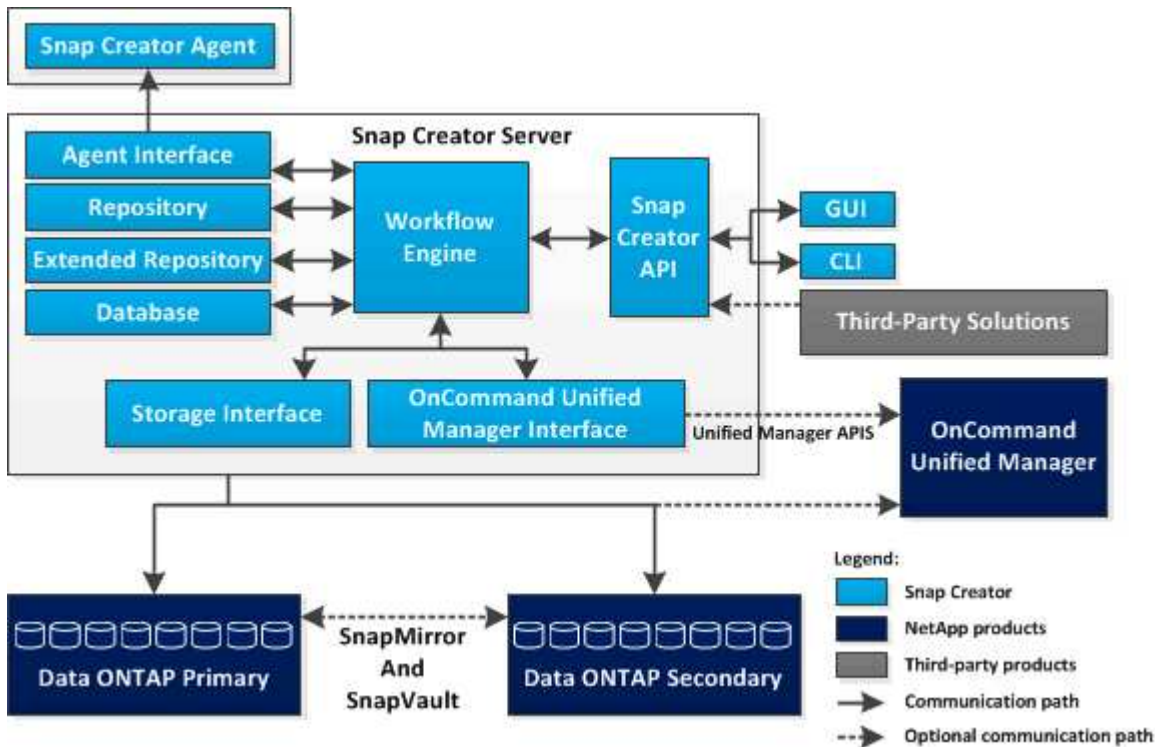 Snap Creator Agent
Snap Creator Server
Agent Interface
Repository
Extended Repository
Database
Workflow
Engine
Snap
Creator
API
GUI
CLI
Third-Party Solutions
Storage Interface
OnCommand Unified
Manager Interface
Unified Manager APIS
OnCommand
Unified Manager
Data ONTAP Primary
SnapMirror
And
SnapVault
Data ONTAP Secondary
Legend:
Snap Creator
NetApp products
Third-party products
Communication path
Optional communication path